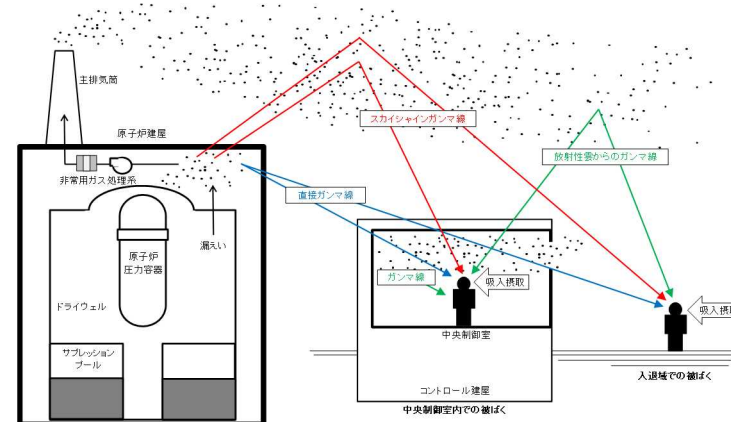 主排気筒
原子炉建屋
非常用ガス処理系
漏えい
原子炉
圧力容器
ドライウェル
サプレッション
プール
スカイシャインガンマ線
放射性雲からのガンマ線
直接ガンマ線
ガンマ線
吸入摂取
中央制御室
コントロール建屋
中央制御室内での被ばく
吸入摂取
入退域での被ばく